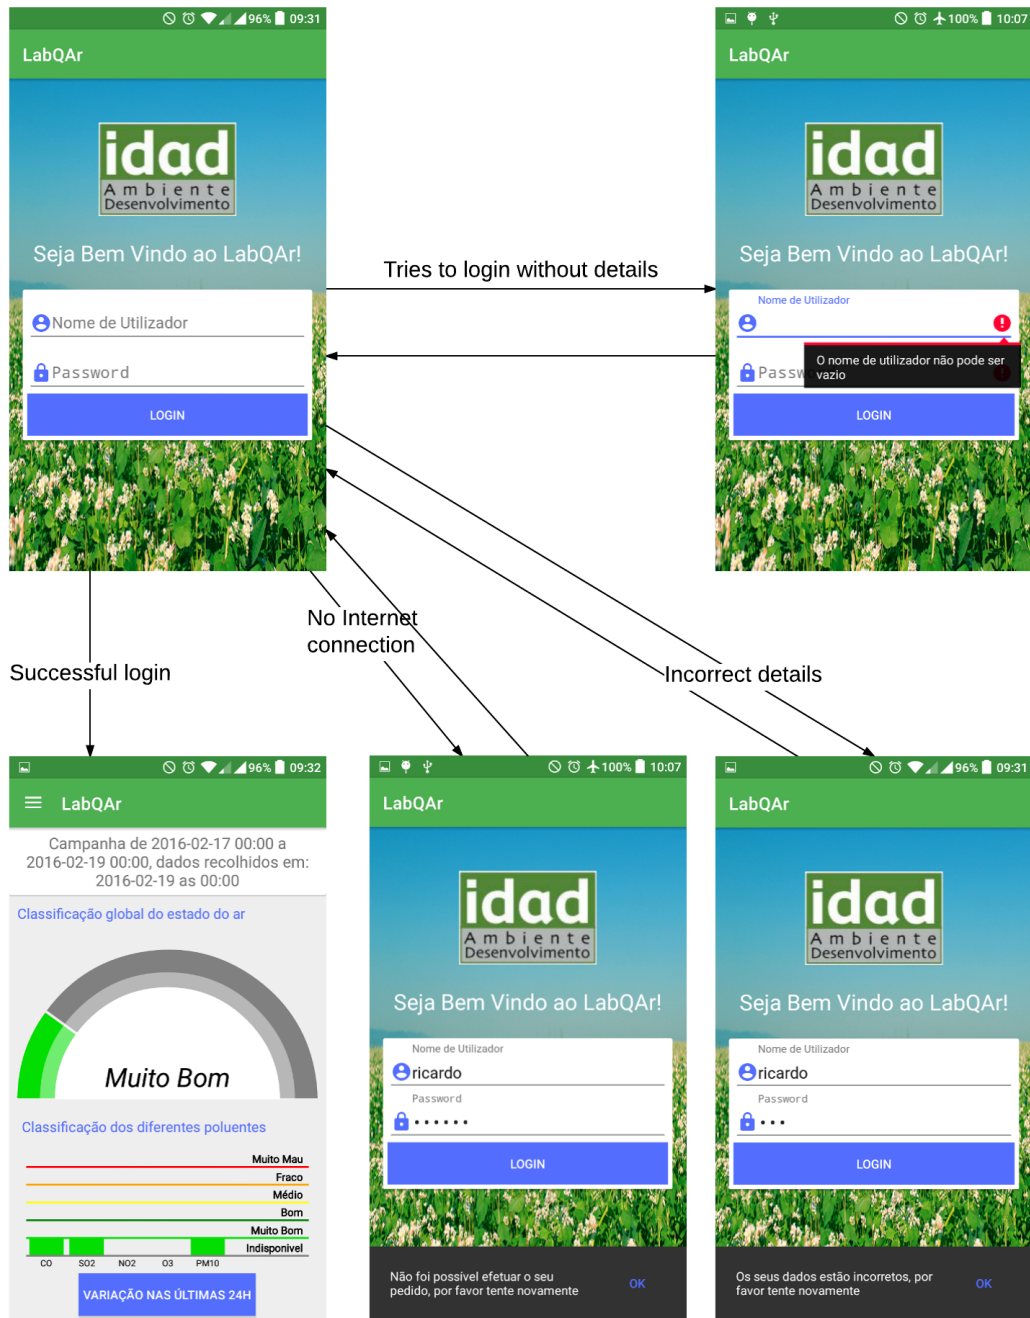 96% 09:31
LabQAr
idad
Ambiente
Desenvolvimento
Seja Bem Vindo ao LabQAr!
Nome de Utilizador
Password
LOGIN
Tries to login without details
100% 10:07
LabQAr
idad
Ambiente
Desenvolvimento
Seja Bem Vindo ao LabQAr!
Nome de Utilizador
O nome de utilizador não pode ser
vazio
Passw
LOGIN
Successful login
No Internet
connection
Incorrect details
96% 09:32
LabQAr
Campanha de 2016-02-17 00:00 a
2016-02-19 00:00, dados recolhidos em:
2016-02-19 as 00:00
Classificação global do estado do ar
Muito Bom
Classificação dos diferentes poluentes
Muito Mau
Fraco
Médio
Bom
Muito Bom
Indisponivel
CO SO2 NO2 O3 PM10
VARIAÇÃO NAS ÚLTIMAS 24H
100% 10:07
LabQAr
idad
Ambiente
Desenvolvimento
Seja Bem Vindo ao LabQAr!
Nome de Utilizador
ricardo
Password
••••••
LOGIN
Não foi possível efetuar o seu
pedido, por favor tente novamente
OK
96% 09:31
LabQAr
idad
Ambiente
Desenvolvimento
Seja Bem Vindo ao LabQAr!
Nome de Utilizador
ricardo
Password
•••
LOGIN
Os seus dados estão incorretos, por
favor tente novamente
OK